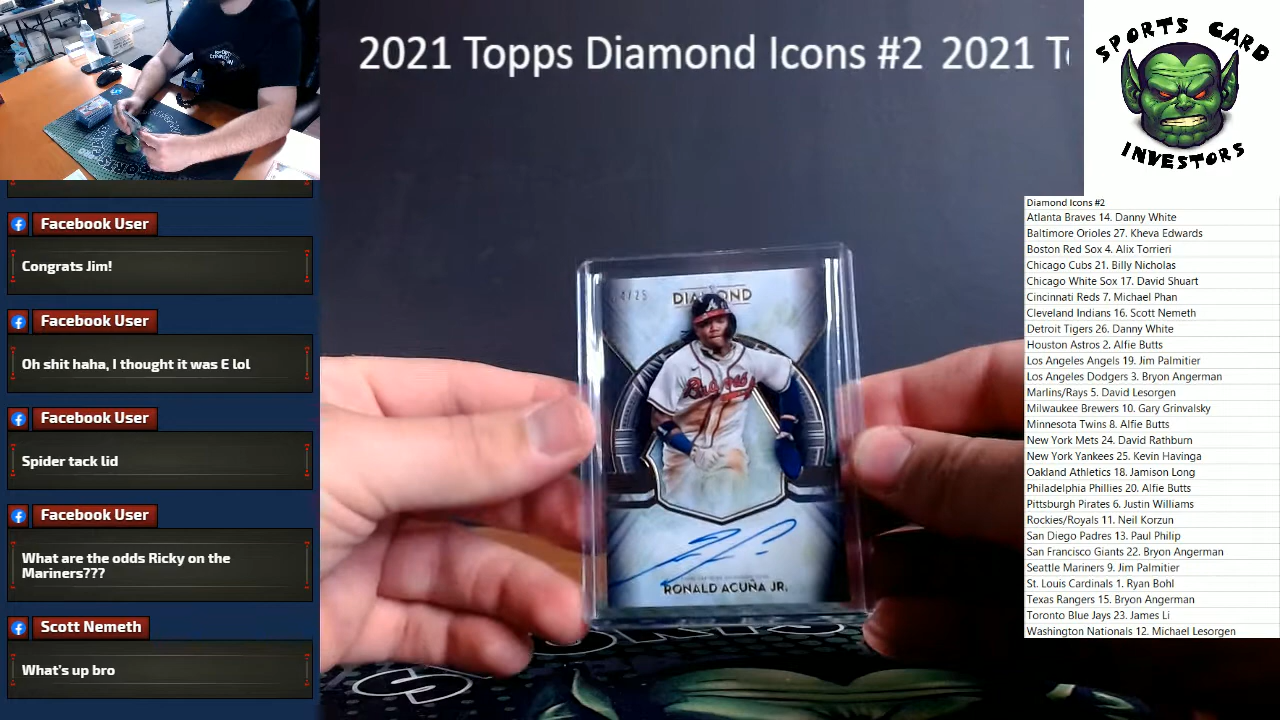 2021 Topps Diamond Icons #2 2021 T
SPORTS CARD
INVESTORS
Facebook User
Congrats Jim!
Facebook User
Oh shit haha, I thought it was E lol
Facebook User
Spider tack lid
Facebook User
What are the odds Ricky on the
Mariners???
Scott Nemeth
What's up bro
4/25
DIAMOND
A
Braves
RONALD ACUÑA JR.
Diamond Icons #2
Atlanta Braves 14. Danny White
Baltimore Orioles 27. Kheva Edwards
Boston Red Sox 4. Alix Torrieri
Chicago Cubs 21. Billy Nicholas
Chicago White Sox 17. David Shuart
Cincinnati Reds 7. Michael Phan
Cleveland Indians 16. Scott Nemeth
Detroit Tigers 26. Danny White
Houston Astros 2. Alfie Butts
Los Angeles Angels 19. Jim Palmitier
Los Angeles Dodgers 3. Bryon Angerman
Marlins/Rays 5. David Lesorgen
Milwaukee Brewers 10. Gary Grinvalsky
Minnesota Twins 8. Alfie Butts
New York Mets 24. David Rathburn
New York Yankees 25. Kevin Havinga
Oakland Athletics 18. Jamison Long
Philadelphia Phillies 20. Alfie Butts
Pittsburgh Pirates 6. Justin Williams
Rockies/Royals 11. Neil Korzun
San Diego Padres 13. Paul Philip
San Francisco Giants 22. Bryon Angerman
Seattle Mariners 9. Jim Palmitier
St. Louis Cardinals 1. Ryan Bohl
Texas Rangers 15. Bryon Angerman
Toronto Blue Jays 23. James Li
Washington Nationals 12. Michael Lesorgen